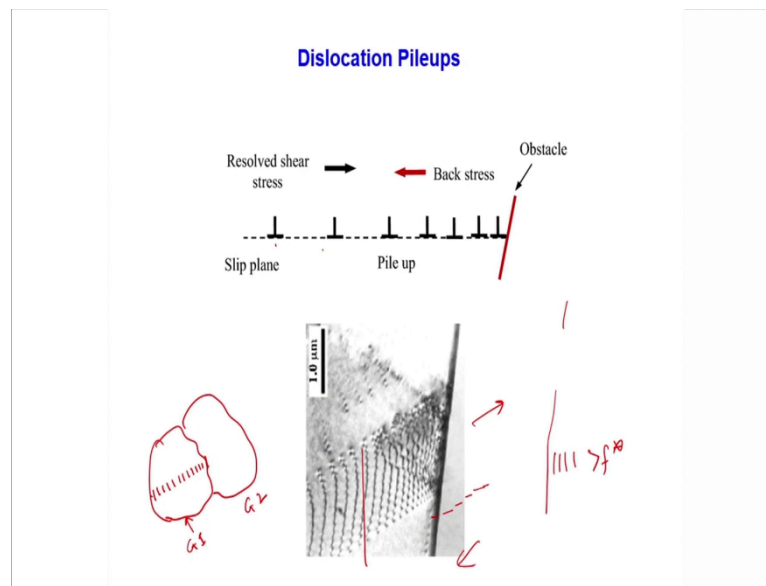 Dislocation Pileups
Obstacle
Resolved shear
stress
Back stress
Slip plane
Pile up
1.0 μm
G1
G2